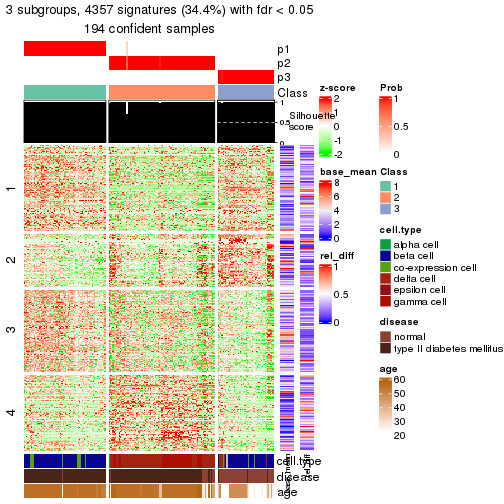 3 subgroups, 4357 signatures (34.4%) with fdr < 0.05
194 confident samples
p1
p2
p3
Class
1
0.5
0
Silhouette
score
1
2
3
4
cell.type
disease
age
z-score
2
1
0
-1
-2
base_mean
8
6
4
2
0
rel_diff
1
0.5
0
Prob
1
0.5
0
Class
1
2
3
cell.type
alpha cell
beta cell
co-expression cell
delta cell
epsilon cell
gamma cell
disease
normal
type II diabetes mellitus
age
60
50
40
30
20